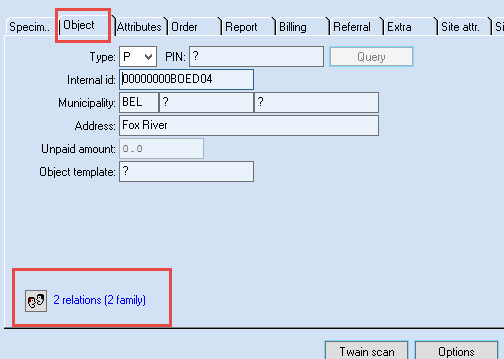 Specim.. Object Attributes Order Report Billing Referral Extra Site attr. Si
Type: P PIN: ? Query
Internal id: 00000000BOED04
Municipality: BEL ? ?
Address: Fox River
Unpaid amount: 0.0
Object template: ?
2 relations (2 family)
Twain scan Options